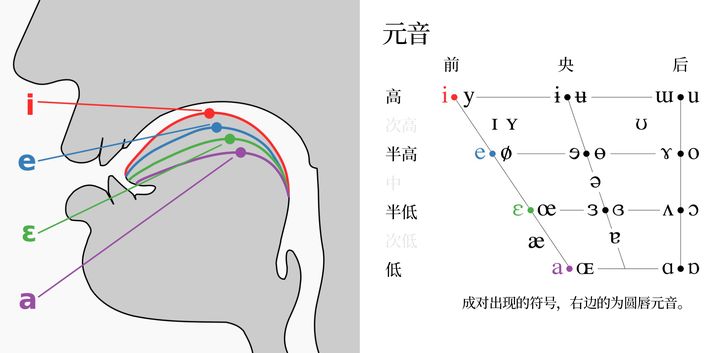 i
e
ɛ
a
元音
前 央 后
高 i y ɨ ʉ ɯ u
次高 ɪ ʏ ʊ
半高 e ø ɘ ɵ ɤ o
中 ə
半低 ɛ œ ɜ ɞ ʌ ɔ
次低 æ ɐ
低 a ɶ ɑ ɒ
成对出现的符号，右边的为圆唇元音。